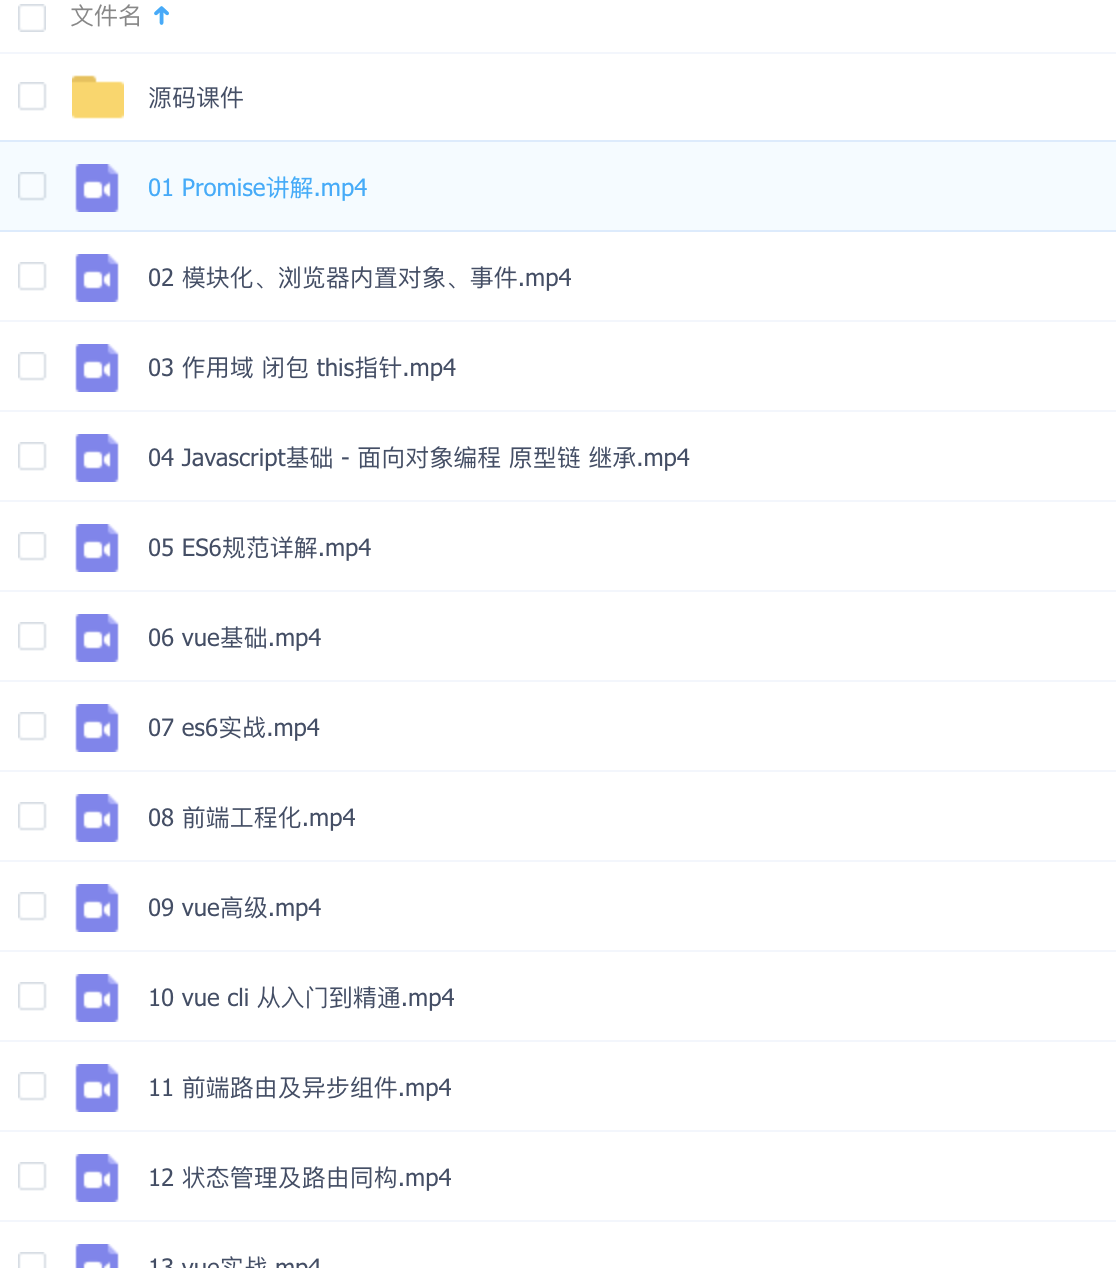 文件名
源码课件
01 Promise讲解.mp4
02 模块化、浏览器内置对象、事件.mp4
03 作用域 闭包 this指针.mp4
04 Javascript基础 - 面向对象编程 原型链 继承.mp4
05 ES6规范详解.mp4
06 vue基础.mp4
07 es6实战.mp4
08 前端工程化.mp4
09 vue高级.mp4
10 vue cli 从入门到精通.mp4
11 前端路由及异步组件.mp4
12 状态管理及路由同构.mp4
13 vue实战.mp4